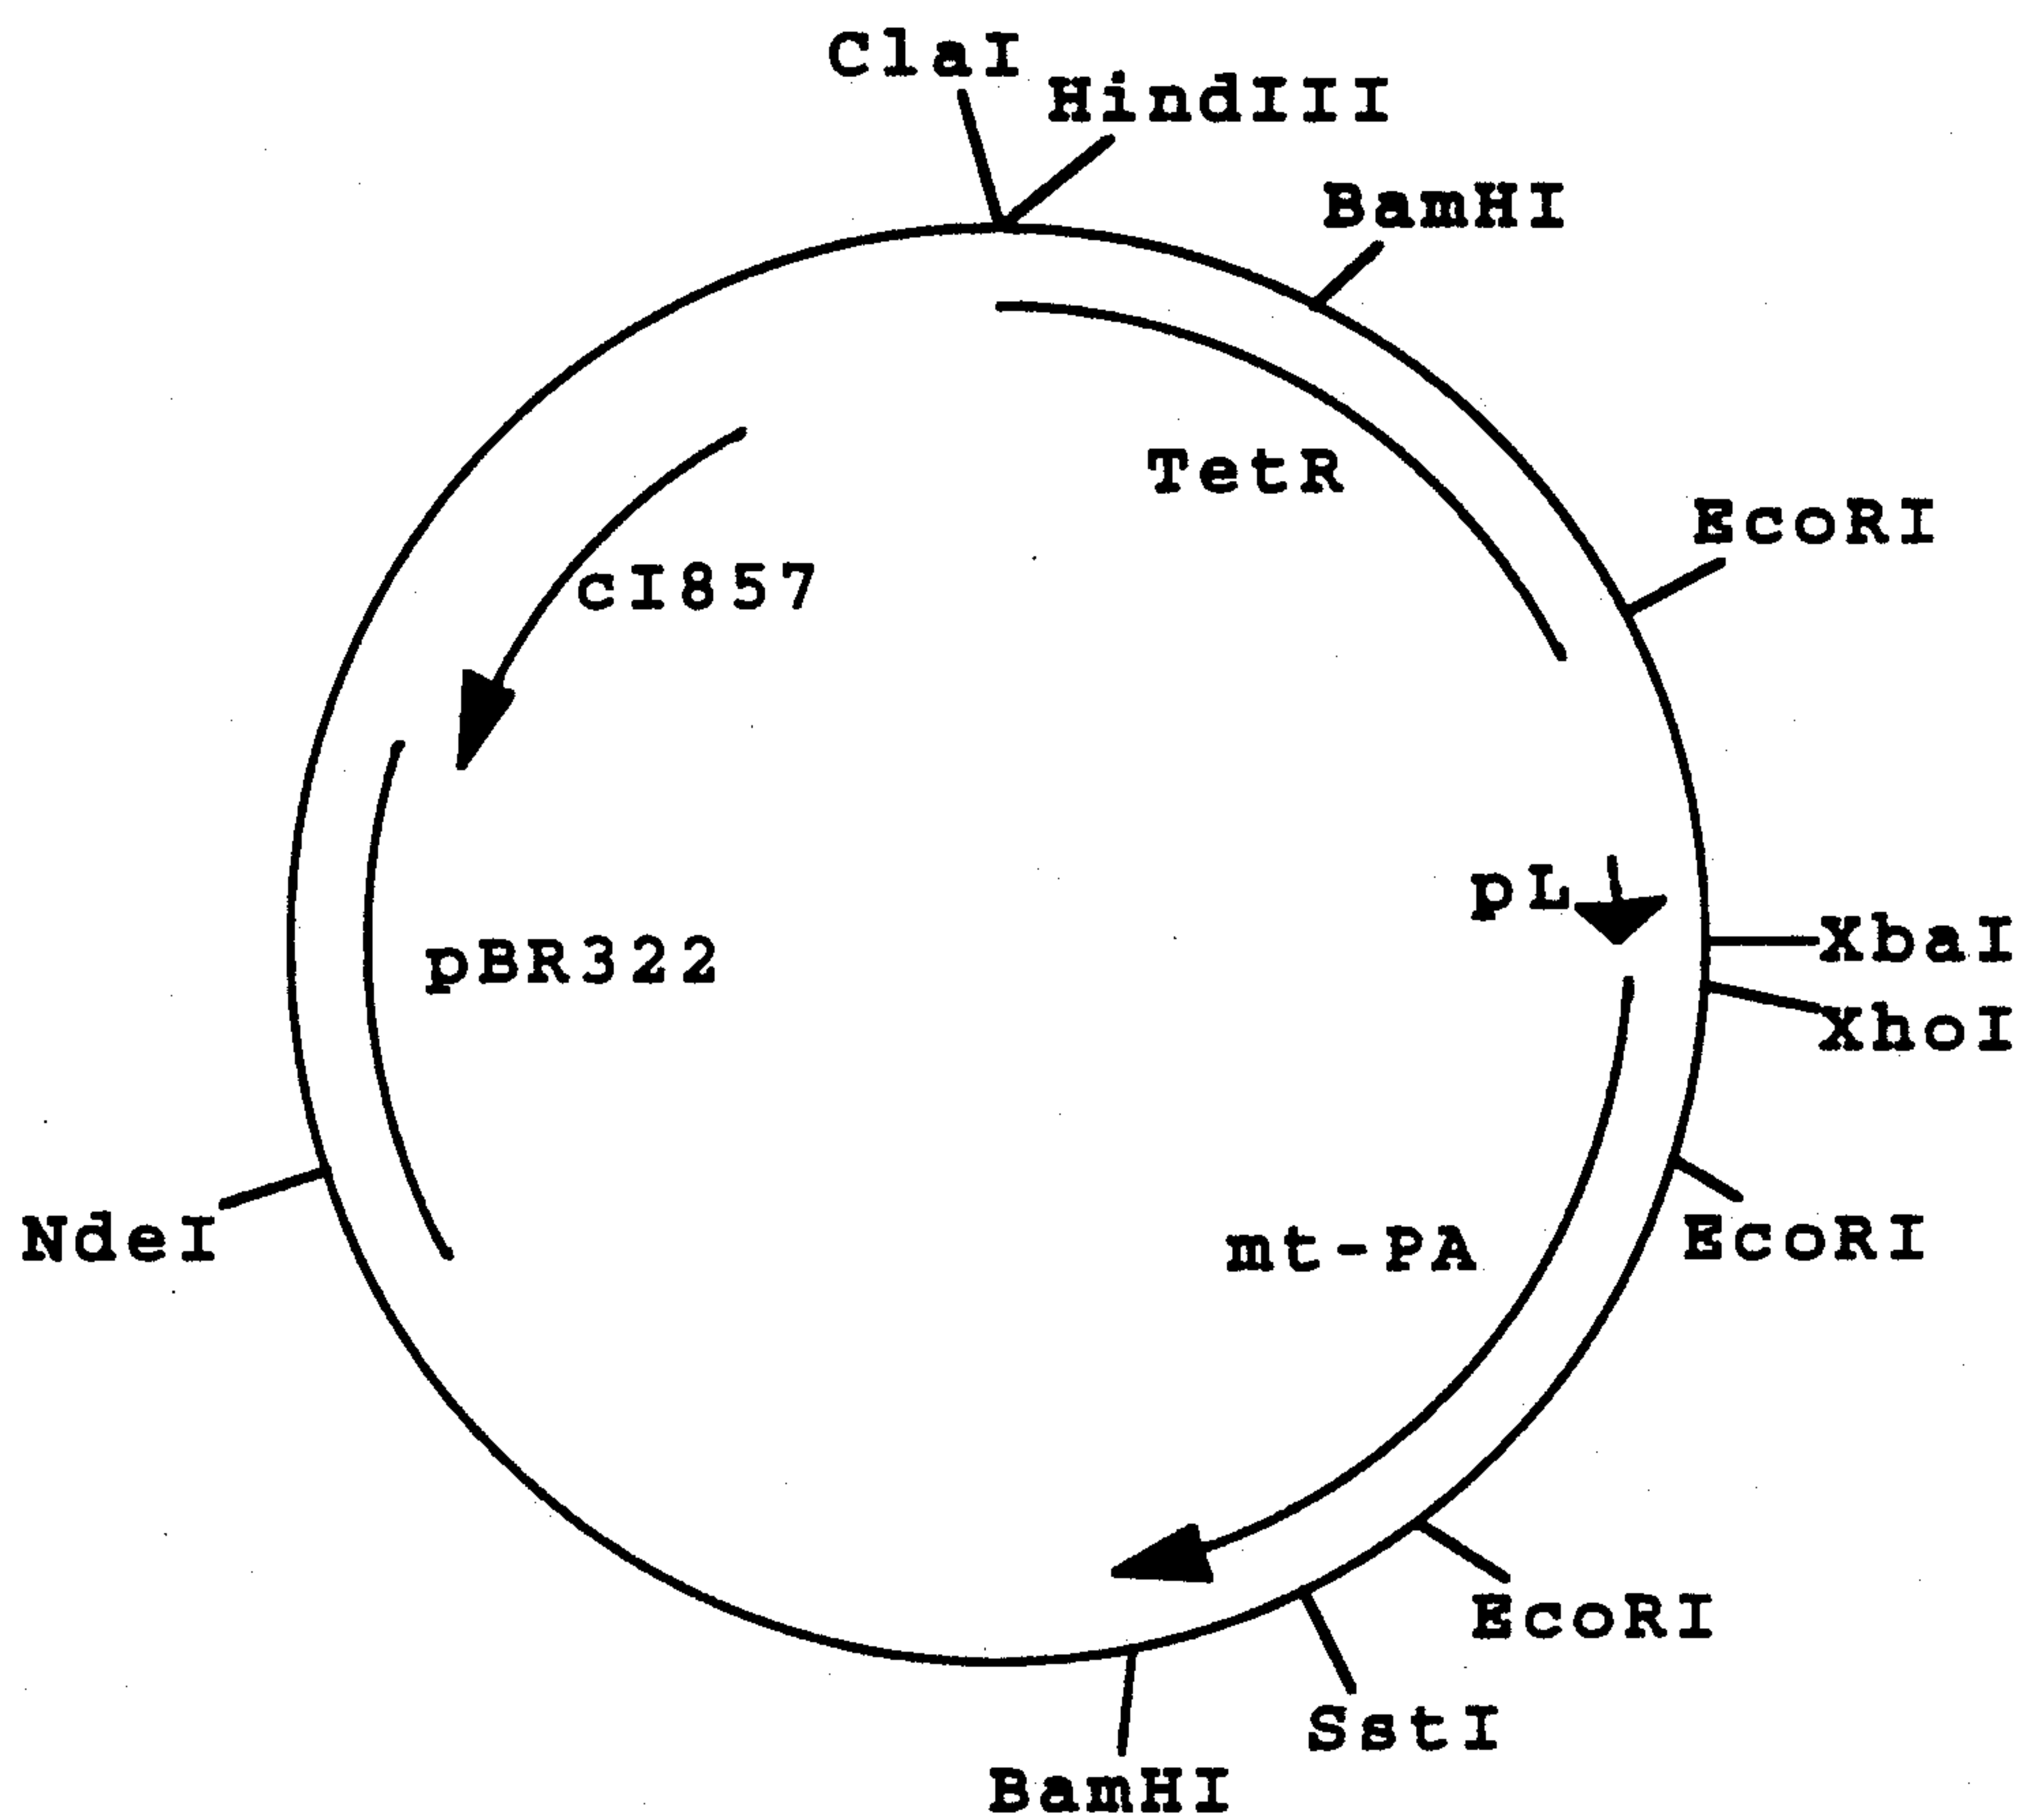 ClaI
HindIII
BamHI
TetR
EcoRI
cI857
pL
XbaI
pBR322
XhoI
NdeI
mt-PA
EcoRI
EcoRI
SstI
BamHI